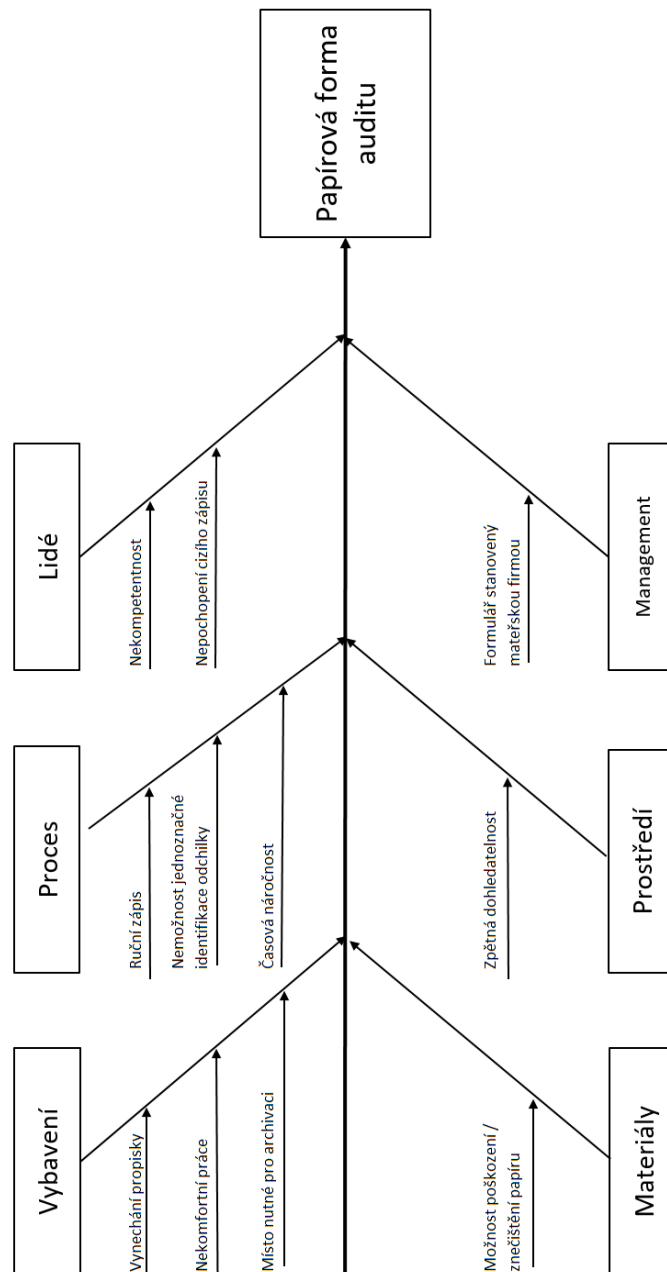 Vybavení
Vynechání propisky
Nekomfortní práce
Místo nutné pro archivaci
Proces
Ruční zápis
Nemožnost jednoznačné
identifikace odchilky
Časová náročnost
Lidé
Nekompetentnost
Nepochopení cizího zápisu
Papírová forma
auditu
Materiály
Možnost poškození /
znečištění papíru
Prostředí
Zpětná dohledatelnost
Management
Formulář stanovený
mateřskou firmou